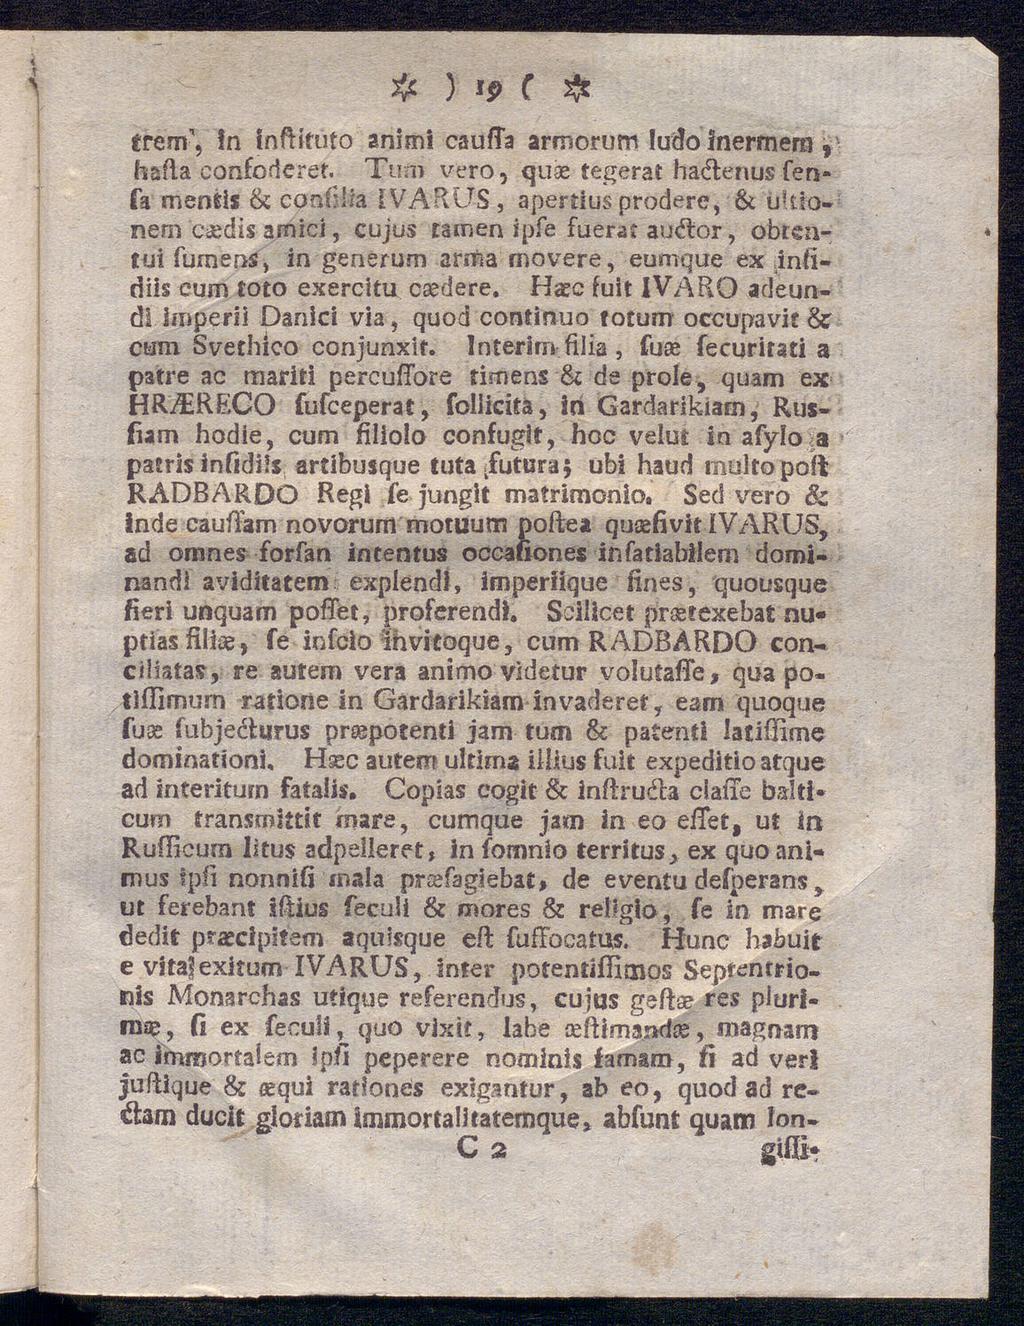 ☆ ) 19 ( ☆
trem', in inſtituto animi cauſſa armorum ludo inermem,
haſta confoderet. Tum vero, quæ tegerat hactenus ſen-
ſa mentis & conſilia IVARUS, apertius prodere, & ultio-
nem cædis amici, cujus tamen ipſe fuerat auctor, obten-
tui ſumens, in generum arma movere, eumque ex inſi-
diis cum toto exercitu cædere. Hæc fuit IVARO adeun-
di imperii Danici via, quod continuo totum occupavit &
cum Svethico conjunxit. Interim filia, ſuæ ſecuritati a
patre ac mariti percuſſore timens & de prole, quam ex
HRÆRECO ſuſceperat, ſollicita, in Gardarikiam, Rus-
ſiam hodie, cum filiolo confugit, hoc velut in aſylo a
patris inſidiis artibusque tuta futura; ubi haud multo poſt
RADBARDO Regi ſe jungit matrimonio. Sed vero &
inde cauſſam novorum motuum poſtea quæſivit IVARUS,
ad omnes forſan intentus occaſiones inſatiabilem domi-
nandi aviditatem explendi, imperiique fines, quousque
fieri unquam poſſet, proferendi. Scilicet prætexebat nu-
ptias filiæ, ſe inſcio invitoque, cum RADBARDO con-
ciliatas, re autem vera animo videtur volutaſſe, qua po-
tiſſimum ratione in Gardarikiam invaderet, eam quoque
ſuæ ſubjecturus præpotenti jam tum & patenti latiſſime
dominationi. Hæc autem ultima illius fuit expeditio atque
ad interitum fatalis. Copias cogit & inſtructa claſſe balti-
cum transmittit mare, cumque jam in eo eſſet, ut in
Ruſſicum litus adpelleret, in ſomnio territus, ex quo ani-
mus ipſi nonniſi mala præſagiebat, de eventu deſperans,
ut ferebant iſtius ſeculi & mores & religio, ſe in mare
dedit præcipitem aquisque eſt ſuffocatus. Hunc habuit
e vita exitum IVARUS, inter potentiſſimos Septentrio-
nis Monarchas utique referendus, cujus geſtæ res pluri-
mæ, ſi ex ſeculi, quo vixit, labe æſtimandæ, magnam
ac immortalem ipſi peperere nominis famam, ſi ad veri
juſtique & æqui rationes exigantur, ab eo, quod ad re-
ctam ducit gloriam immortalitatemque, abſunt quam lon-
C 2 giſſi-